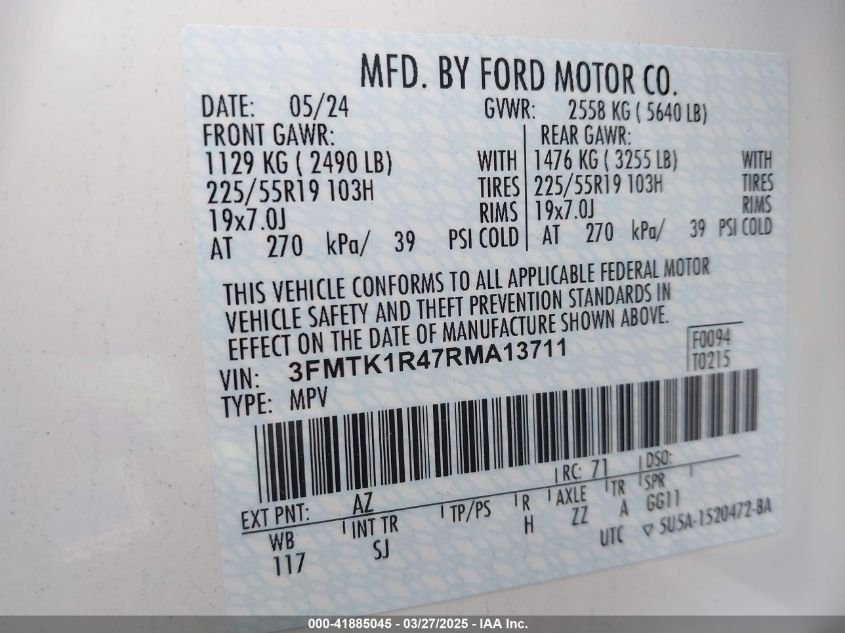 MFD. BY FORD MOTOR CO.
DATE: 05/24 GVWR: 2558 KG ( 5640 LB)
FRONT GAWR: REAR GAWR:
1129 KG ( 2490 LB) WITH 1476 KG ( 3255 LB) WITH
225/55R19 103H TIRES 225/55R19 103H TIRES
19x7.0J RIMS 19x7.0J RIMS
AT 270 kPa/ 39 PSI COLD AT 270 kPa/ 39 PSI COLD
THIS VEHICLE CONFORMS TO ALL APPLICABLE FEDERAL MOTOR
VEHICLE SAFETY AND THEFT PREVENTION STANDARDS IN
EFFECT ON THE DATE OF MANUFACTURE SHOWN ABOVE.
VIN: 3FMTK1R47RMA13711 F0094
TYPE: MPV T0215
EXT PNT: AZ RC: 71 DSO:
WB INT TR TP/PS R AXLE TR SPR
117 SJ H ZZ A GG11
UTC SU5A-1520472-BA
000-41885045 — 03/27/2025 — IAA Inc.